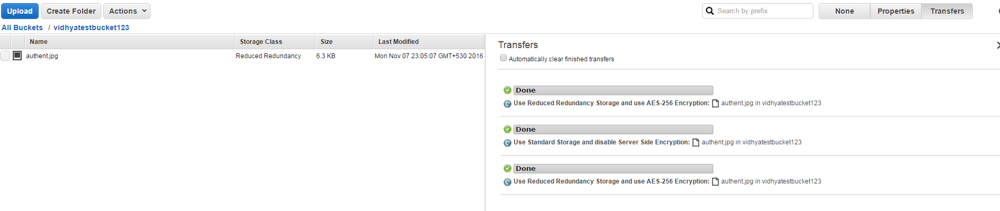 Upload Create Folder Actions Search by prefix None Properties Transfers
All Buckets / vidhyatestbucket123
Name Storage Class Size Last Modified
authent.jpg Reduced Redundancy 6.3 KB Mon Nov 07 23:05:07 GMT+530 2016
Transfers
Automatically clear finished transfers
Done
Use Reduced Redundancy Storage and use AES-256 Encryption: authent.jpg in vidhyatestbucket123
Done
Use Standard Storage and disable Server Side Encryption: authent.jpg in vidhyatestbucket123
Done
Use Reduced Redundancy Storage and use AES-256 Encryption: authent.jpg in vidhyatestbucket123